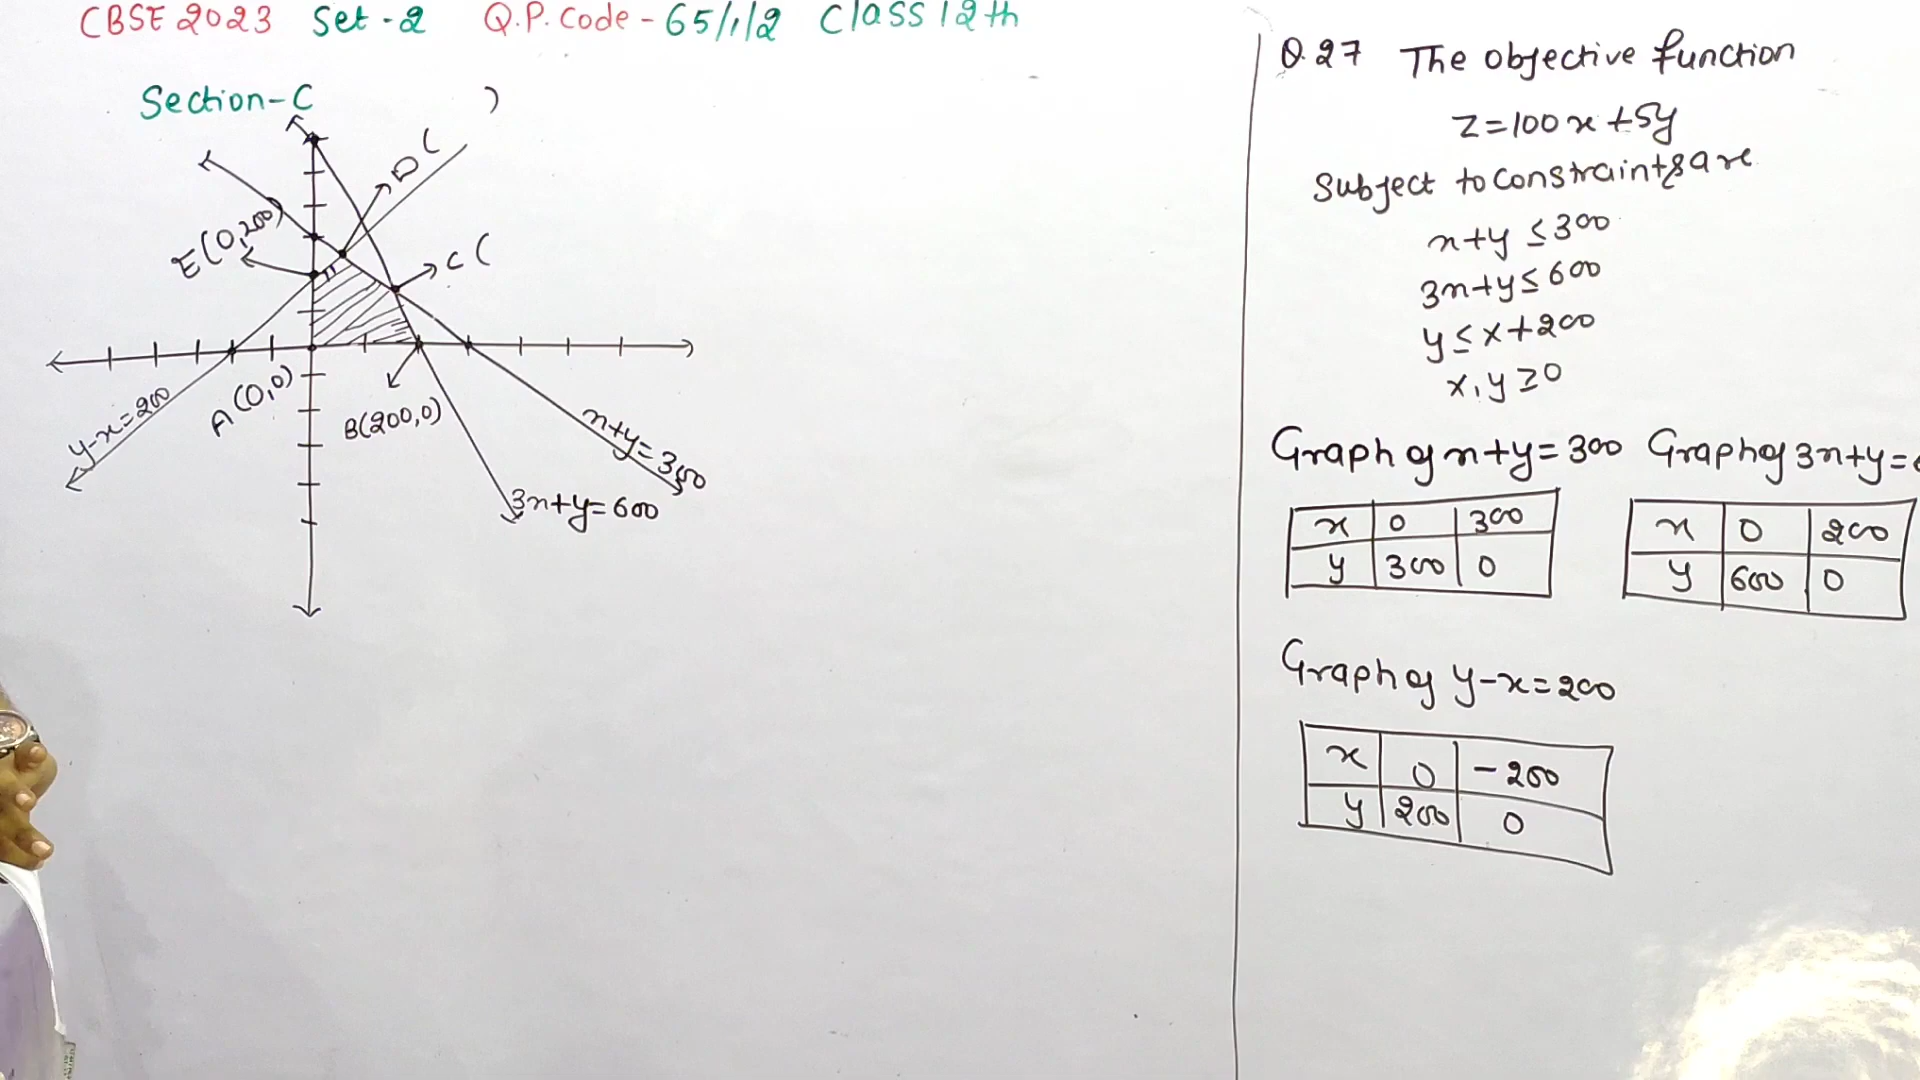 CBSE 2023 Set-2 Q.P. Code - 65/1/2 Class 12th
Section-C
D( )
E(0,200)
C(
A(0,0)
B(200,0)
y-x=200
x+y=300
3x+y=600
Q.27 The objective function
Z=100x+5y
Subject to constraints are
x+y ≤300
3x+y≤600
y≤x+200
x,y≥0
Graph of x+y=300 Graph of 3x+y=
x 0 300
y 300 0
x 0 200
y 600 0
Graph of y-x=200
x 0 -200
y 200 0